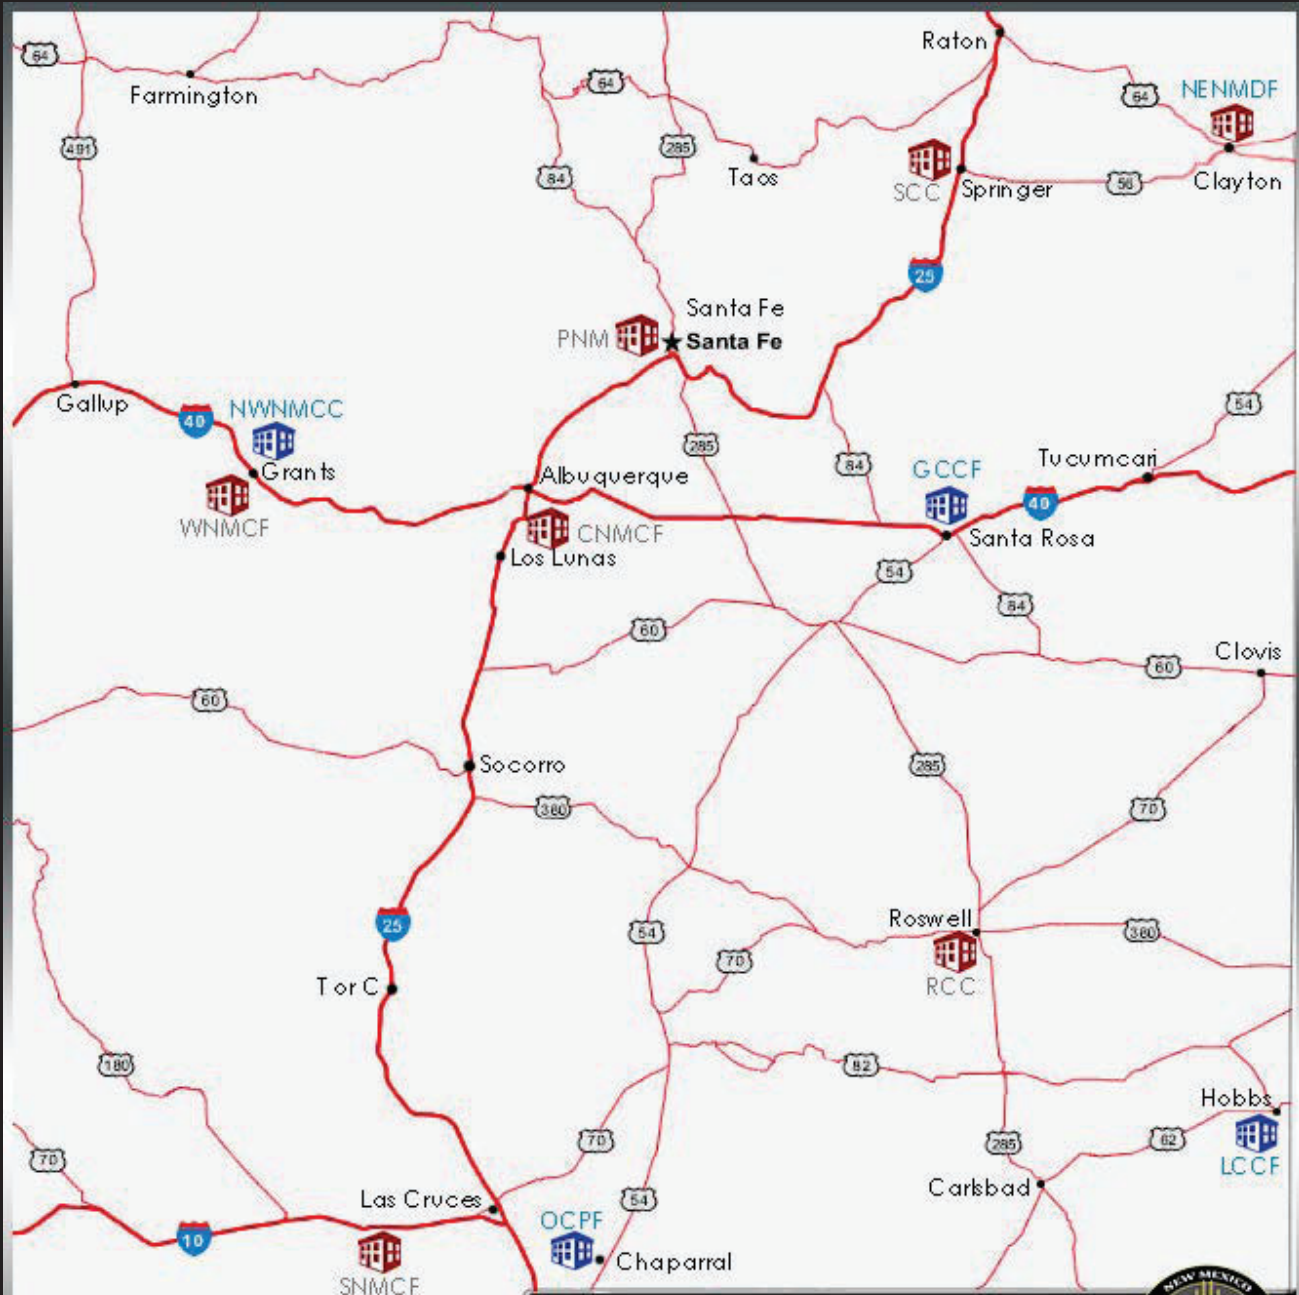 Raton
64
Farmington
64
64
NENMDF
491
285
84
Taos
SCC
Springer
56
Clayton
25
Santa Fe
PNM
Santa Fe
Gallup
40
NWNMCC
Grants
WNMCF
285
84
54
Tucumcari
GCCF
40
Albuquerque
CNMCF
Los Lunas
Santa Rosa
54
84
60
Clovis
60
60
Socorro
380
285
70
25
54
Roswell
380
70
RCC
T or C
180
82
Hobbs
70
70
285
62
LCCF
Carlsbad
Las Cruces
54
10
OCPF
Chaparral
SNMCF
NEW MEXICO